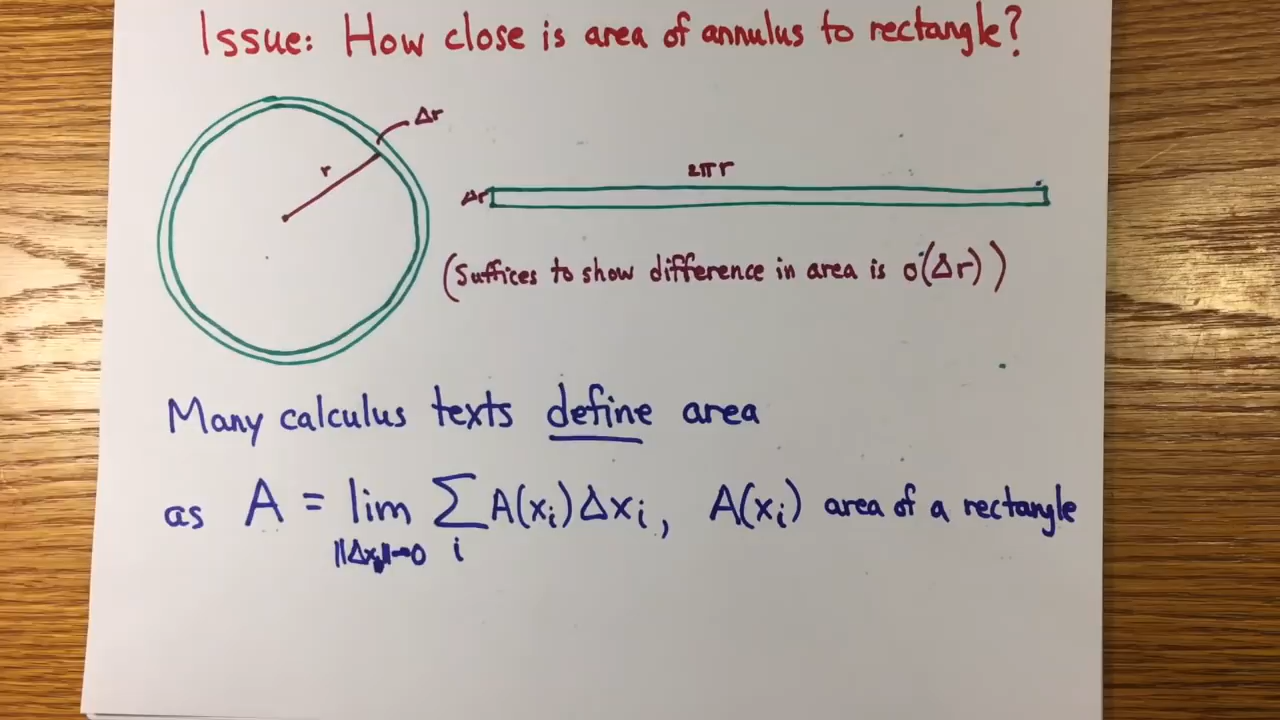 Issue: How close is area of annulus to rectangle?
Δr
r
2πr
Δr
(Suffices to show difference in area is o(Δr))
Many calculus texts define area
as A = lim ∑ A(xᵢ)Δxᵢ, A(xᵢ) area of a rectangle
||Δxᵢ||→0 i